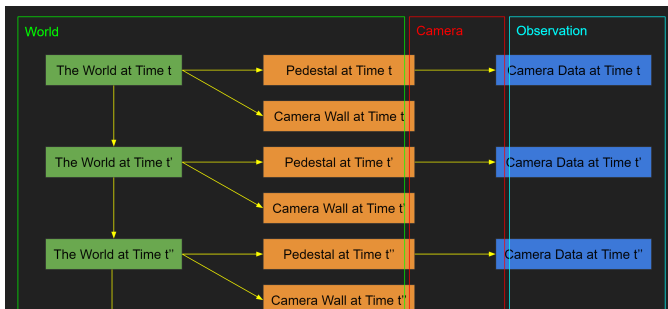 World
Camera
Observation
The World at Time t
Pedestal at Time t
Camera Data at Time t
Camera Wall at Time t
The World at Time t'
Pedestal at Time t'
Camera Data at Time t'
Camera Wall at Time t'
The World at Time t''
Pedestal at Time t''
Camera Data at Time t''
Camera Wall at Time t''